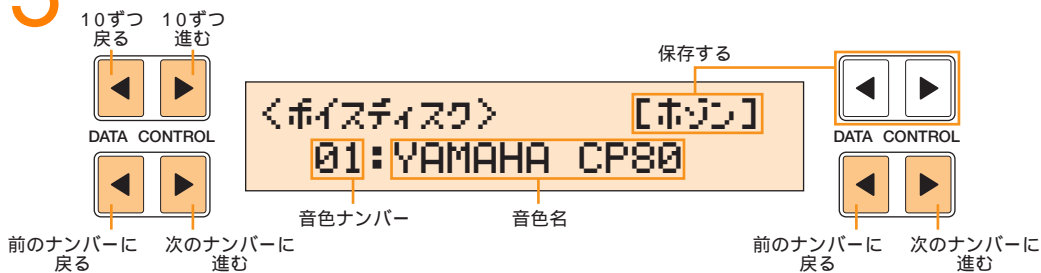 10ずつ 10ずつ
戻る 進む
保存する
DATA CONTROL
<ボイスディスク> [ホゾン]
01:YAMAHA CP80
DATA CONTROL
音色ナンバー 音色名
前のナンバーに
戻る
次のナンバーに
進む
前のナンバーに
戻る
次のナンバーに
進む